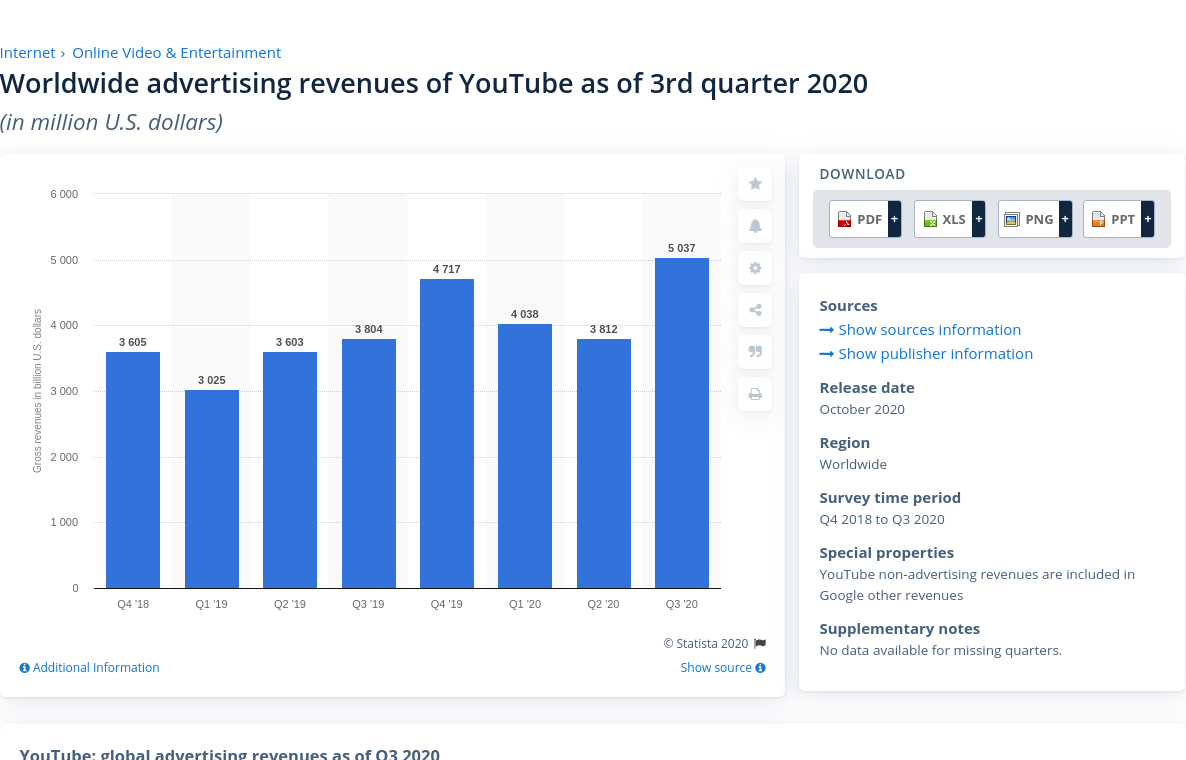 Internet › Online Video & Entertainment
Worldwide advertising revenues of YouTube as of 3rd quarter 2020
(in million U.S. dollars)
Gross revenues in billion U.S. dollars
6 000
5 000
4 000
3 000
2 000
1 000
0
3 605
3 025
3 603
3 804
4 717
4 038
3 812
5 037
Q4 '18
Q1 '19
Q2 '19
Q3 '19
Q4 '19
Q1 '20
Q2 '20
Q3 '20
© Statista 2020
Additional Information
Show source
DOWNLOAD
PDF + XLS + PNG + PPT +
Sources
Show sources information
Show publisher information
Release date
October 2020
Region
Worldwide
Survey time period
Q4 2018 to Q3 2020
Special properties
YouTube non-advertising revenues are included in
Google other revenues
Supplementary notes
No data available for missing quarters.
YouTube: global advertising revenues as of Q3 2020